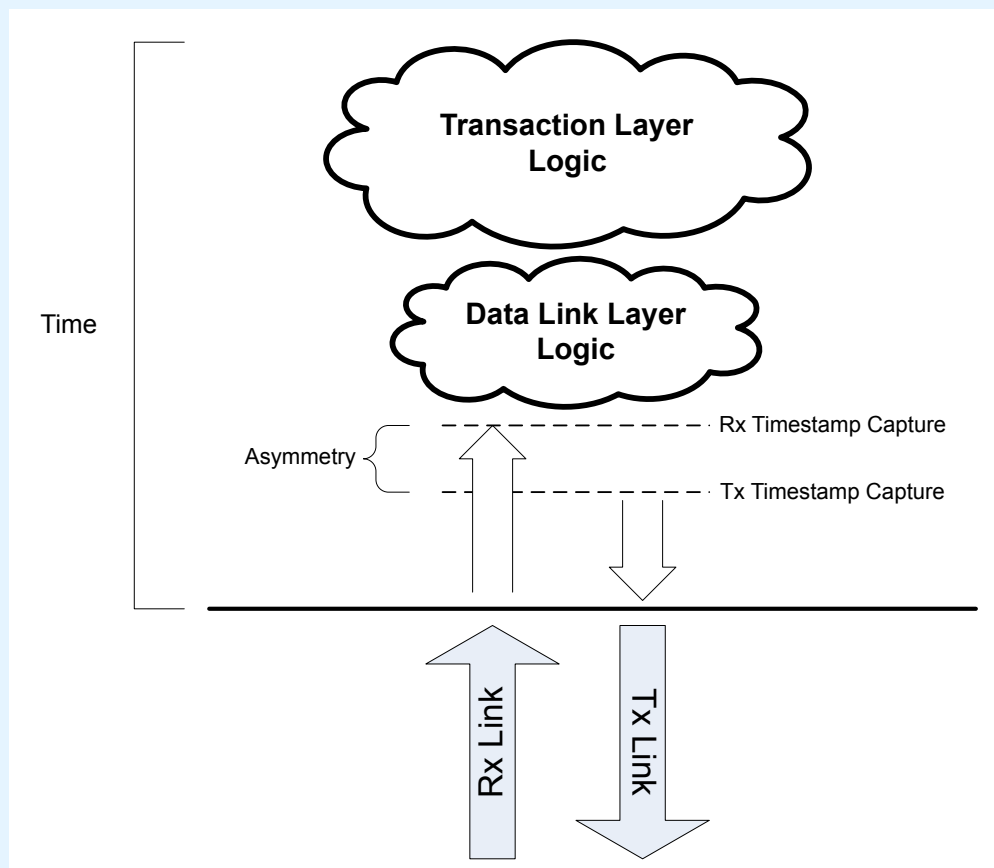 Transaction Layer
Logic
Data Link Layer
Logic
Time
Rx Timestamp Capture
Asymmetry
Tx Timestamp Capture
Rx Link
Tx Link